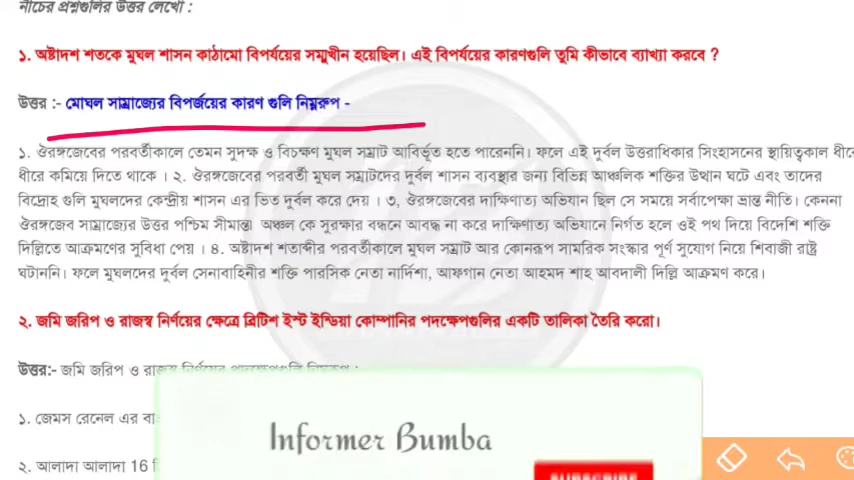 নীচের প্রশ্নগুলির উত্তর লেখো :
১. অষ্টাদশ শতকে মুঘল শাসন কাঠামো বিপর্যয়ের সম্মুখীন হয়েছিল। এই বিপর্যয়ের কারণগুলি তুমি কীভাবে ব্যাখ্যা করবে ?
উত্তর :- মোঘল সাম্রাজ্যের বিপর্জয়ের কারণ গুলি নিম্নরুপ -
১. ঔরঙ্গজেবের পরবর্তীকালে তেমন সুদক্ষ ও বিচক্ষণ মুঘল সম্রাট আবির্ভূত হতে পারেননি। ফলে এই দুর্বল উত্তরাধিকার সিংহাসনের স্থায়িত্বকাল ধীরে
ধীরে কমিয়ে দিতে থাকে । ২. ঔরঙ্গজেবের পরবর্তী মুঘল সম্রাটদের দুর্বল শাসন ব্যবস্থার জন্য বিভিন্ন আঞ্চলিক শক্তির উত্থান ঘটে এবং তাদের
বিদ্রোহ গুলি মুঘলদের কেন্দ্রীয় শাসন এর ভিত দুর্বল করে দেয় । ৩, ঔরঙ্গজেবের দাক্ষিণাত্য অভিযান ছিল সে সময়ে সর্বাপেক্ষা ভ্রান্ত নীতি। কেননা
ঔরঙ্গজেব সাম্রাজ্যের উত্তর পশ্চিম সীমান্ত অঞ্চল কে সুরক্ষার বন্ধনে আবদ্ধ না করে দাক্ষিণাত্য অভিযানে নির্গত হলে ওই পথ দিয়ে বিদেশি শক্তি
দিল্লিতে আক্রমণের সুবিধা পেয় । ৪. অষ্টাদশ শতাব্দীর পরবর্তীকালে মুঘল সম্রাট আর কোনরূপ সামরিক সংস্কার পূর্ণ সুযোগ নিয়ে শিবাজী রাষ্ট্র
ঘটাননি। ফলে মুঘলদের দুর্বল সেনাবাহিনীর শক্তি পারসিক নেতা নার্দিশা, আফগান নেতা আহমদ শাহ আবদালী দিল্লি আক্রমণ করে।
২. জমি জরিপ ও রাজস্ব নির্ণয়ের ক্ষেত্রে ব্রিটিশ ইস্ট ইন্ডিয়া কোম্পানির পদক্ষেপগুলির একটি তালিকা তৈরি করো।
উত্তর:- জমি জরিপ ও রাজস্ব নির্ণয়ের পদক্ষেপগুলি নিম্নরূপ :
১. জেমস রেনেল এর
Informer Bumba
২. আলাদা আলাদা 16
SUBSCRIBE